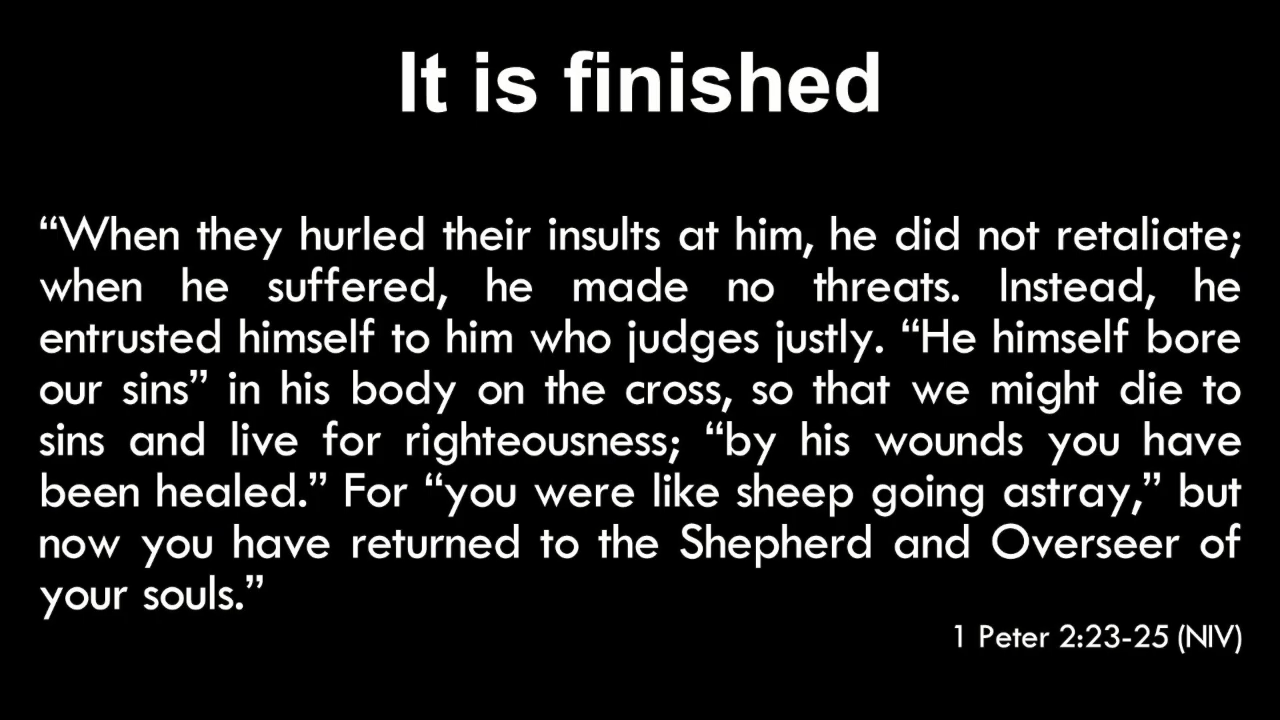 It is finished
“When they hurled their insults at him, he did not retaliate;
when he suffered, he made no threats. Instead, he
entrusted himself to him who judges justly. “He himself bore
our sins” in his body on the cross, so that we might die to
sins and live for righteousness; “by his wounds you have
been healed.” For “you were like sheep going astray,” but
now you have returned to the Shepherd and Overseer of
your souls.”
1 Peter 2:23-25 (NIV)